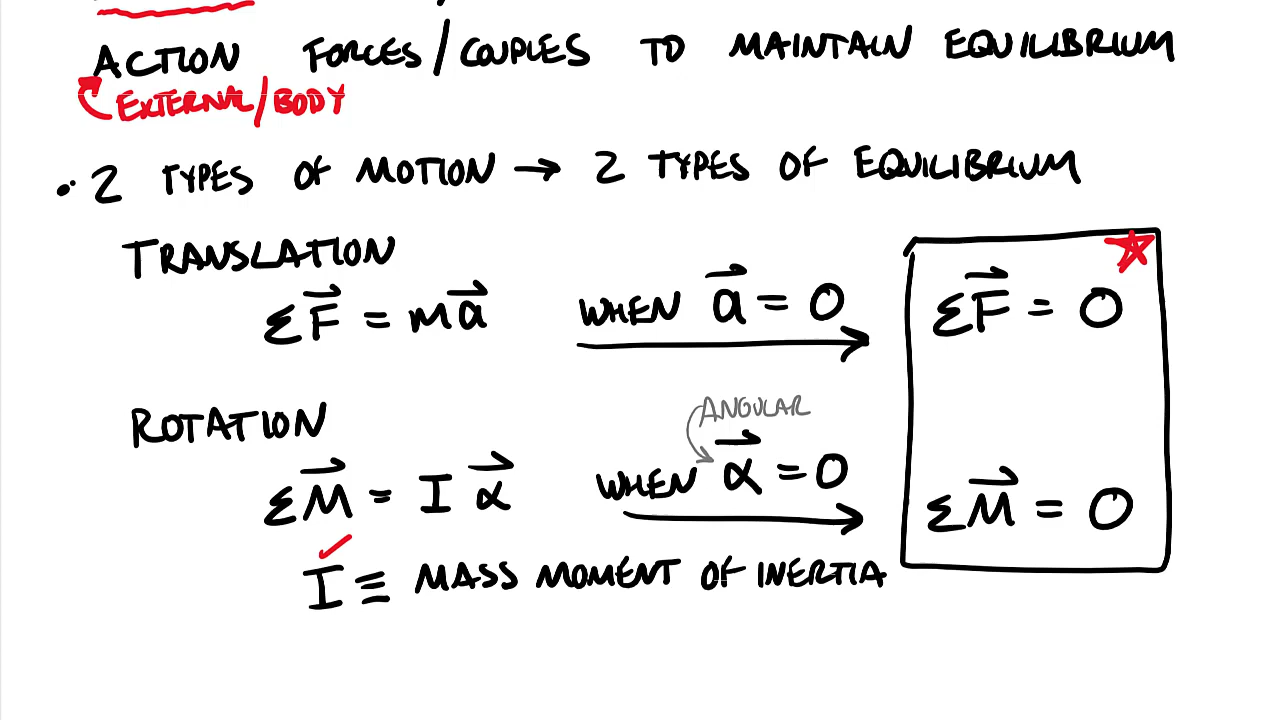 ACTION FORCES/COUPLES TO MAINTAIN EQUILIBRIUM
EXTERNAL/BODY
• 2 TYPES OF MOTION → 2 TYPES OF EQUILIBRIUM
TRANSLATION
ΣF⃗ = ma⃗ WHEN a⃗ = 0 ΣF⃗ = 0
ROTATION
ANGULAR
ΣM⃗ = I α⃗ WHEN α⃗ = 0 ΣM⃗ = 0
I ≡ MASS MOMENT OF INERTIA